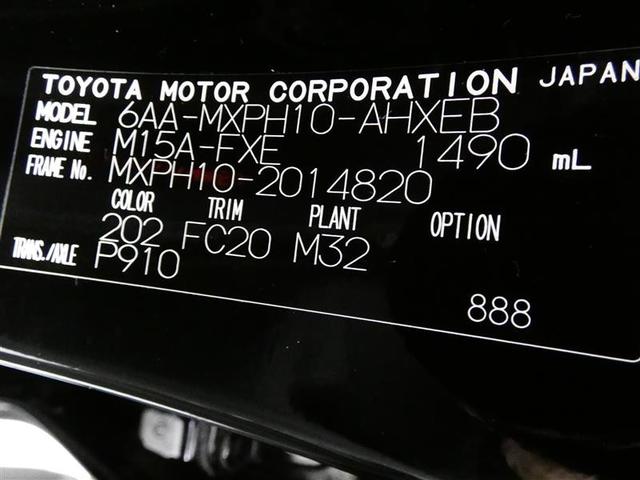 TOYOTA MOTOR CORPORATION JAPAN
MODEL 6AA-MXPH10-AHXEB
ENGINE M15A-FXE 1490 mL
FRAME No. MXPH10-2014820
COLOR TRIM PLANT OPTION
202 FC20 M32
TRANS./AXLE P910
888